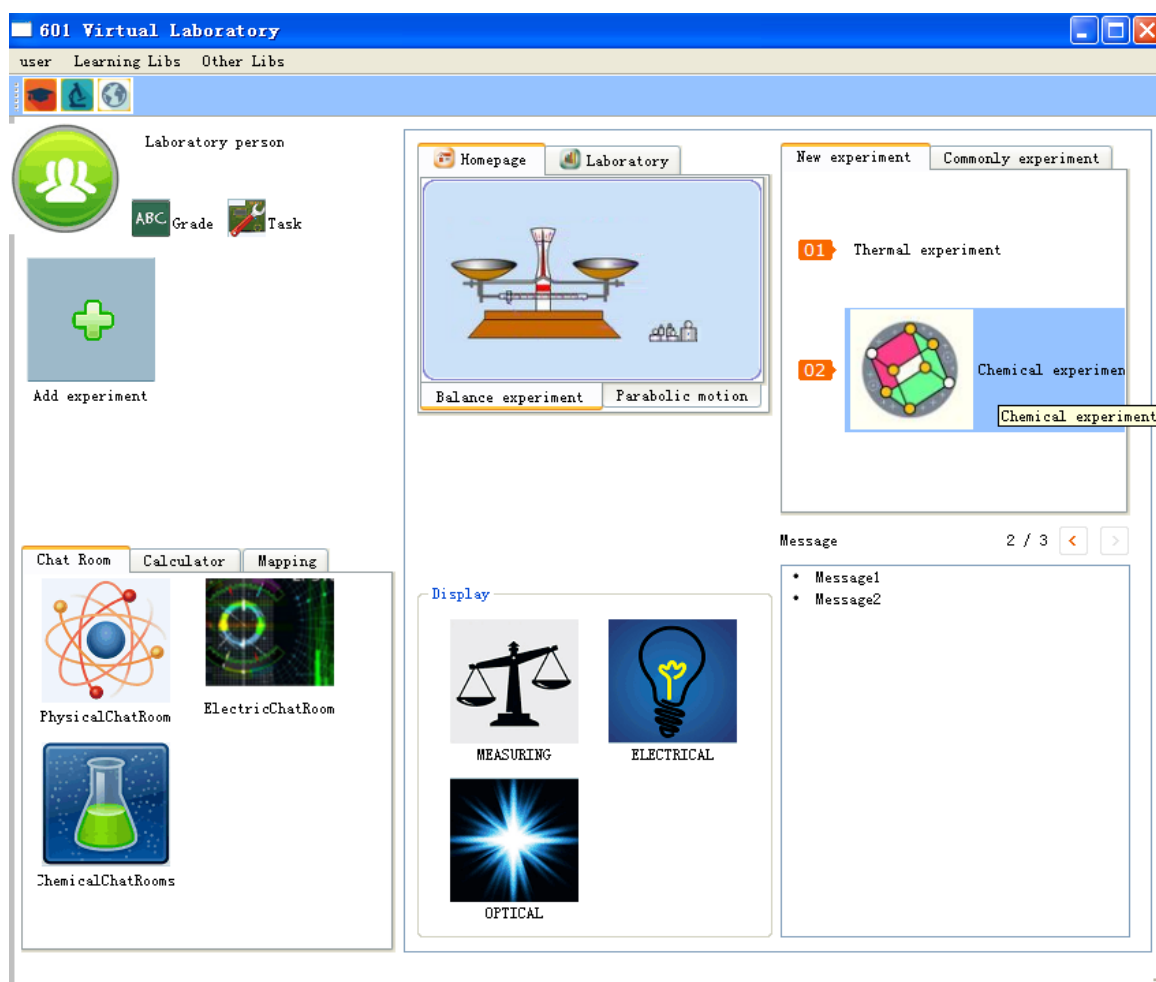 601 Virtual Laboratory
user Learning Libs Other Libs
Laboratory person
ABC Grade Task
Add experiment
Homepage Laboratory
Balance experiment Parabolic motion
New experiment Commonly experiment
01 Thermal experiment
02 Chemical experimen
Chemical experiment
Message 2 / 3 < >
• Message1
• Message2
Chat Room Calculator Mapping
PhysicalChatRoom ElectricChatRoom
ChemicalChatRooms
Display
MEASURING ELECTRICAL
OPTICAL